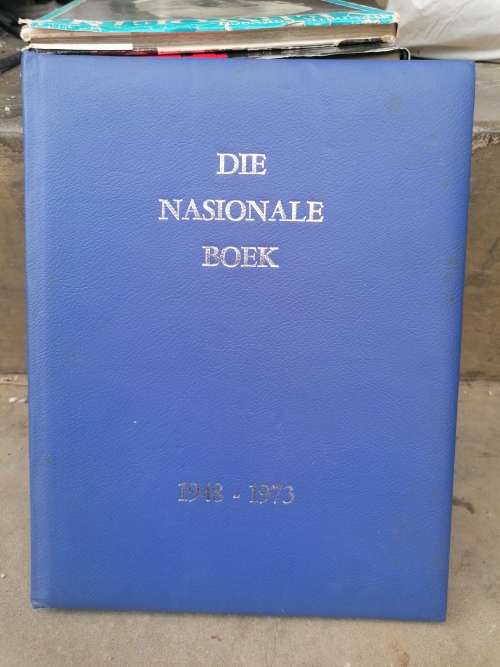 DIE
NASIONALE
BOEK
1948 - 1973